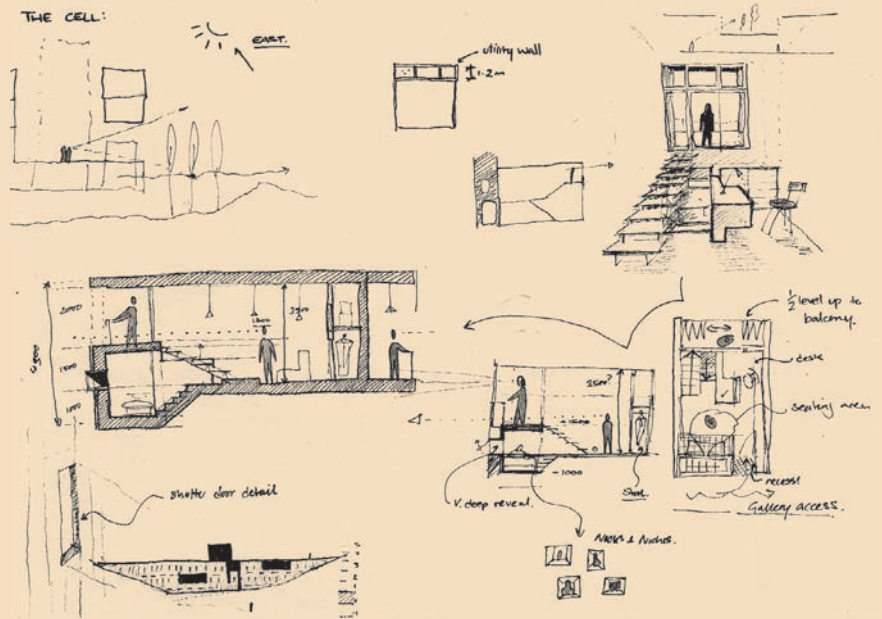 THE CELL:
EAST.
utility wall
1.2m
1/2 level up to
balcony.
desk
seating area
recess!
Gallery access.
2000
1500
1000
3500?
-1000
V. deep reveal.
shutter door detail
Nooks & Niches.